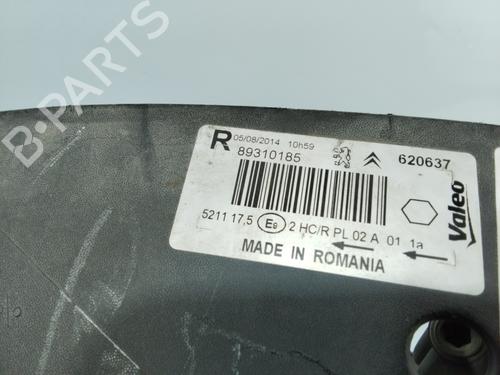 B-Parts
R 05/08/2014 10h59
89310185 620637
5211 17,5 E9 2 HC/R PL 02 A 01 1a
Valeo
MADE IN ROMANIA